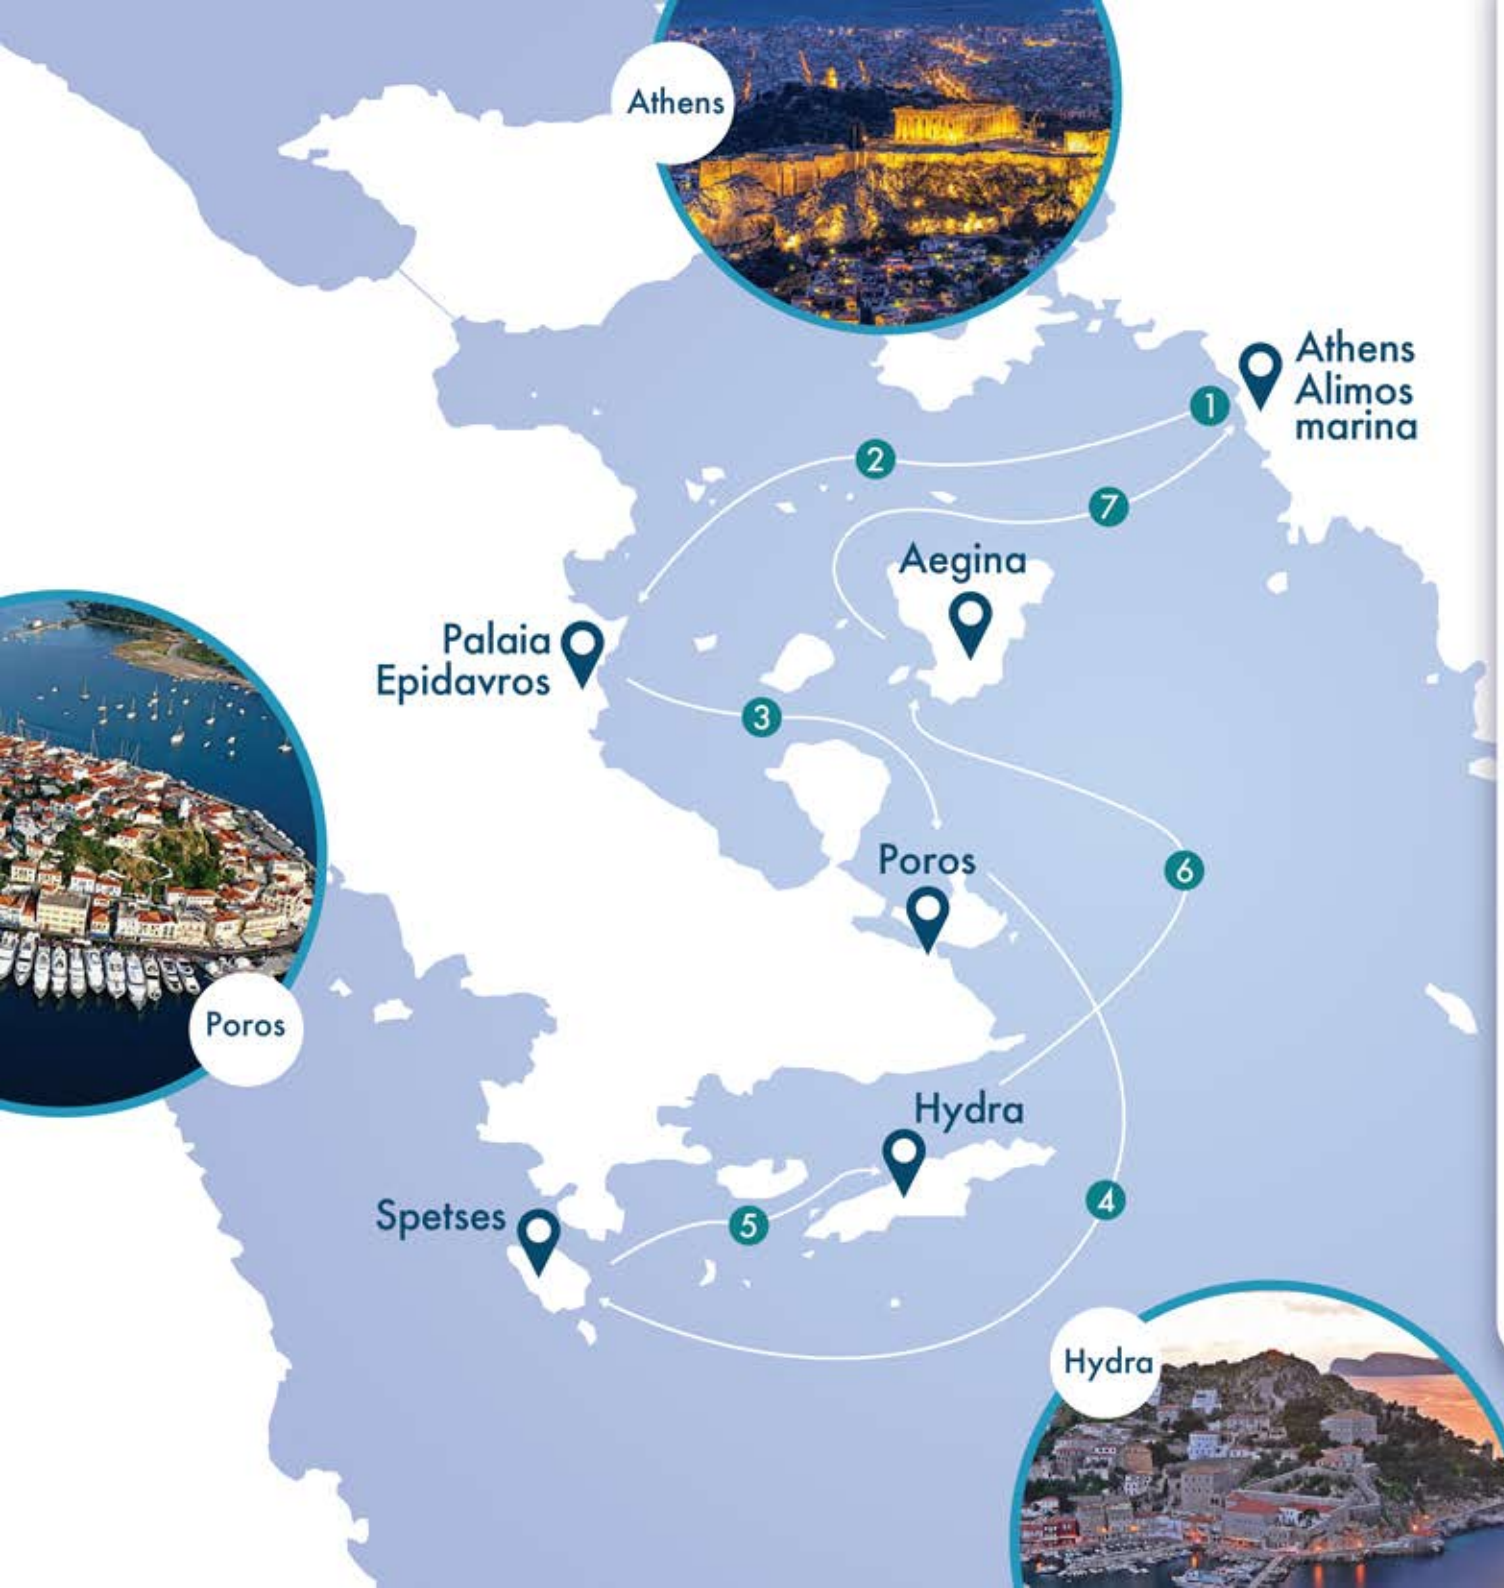 Athens
Athens
Alimos
marina
1
2
7
Aegina
Palaia
Epidavros
3
Poros
6
Poros
Hydra
4
Spetses
5
Hydra